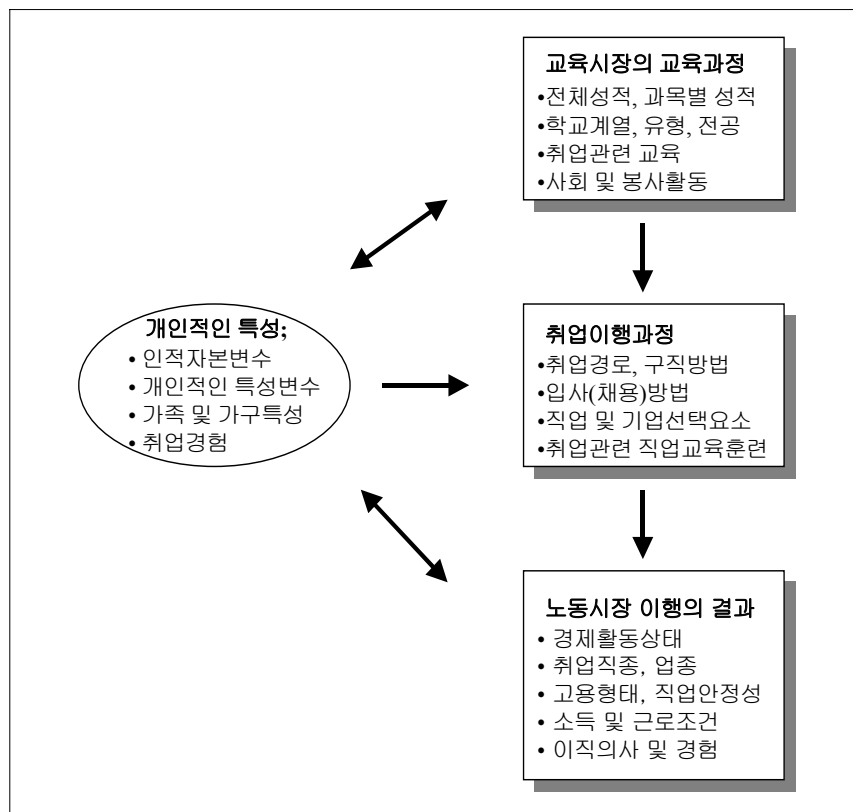 교육시장의 교육과정
•전체성적, 과목별 성적
•학교계열, 유형, 전공
•취업관련 교육
•사회 및 봉사활동
개인적인 특성;
• 인적자본변수
• 개인적인 특성변수
• 가족 및 가구특성
• 취업경험
취업이행과정
•취업경로, 구직방법
•입사(채용)방법
•직업 및 기업선택요소
•취업관련 직업교육훈련
노동시장 이행의 결과
• 경제활동상태
• 취업직종, 업종
• 고용형태, 직업안정성
• 소득 및 근로조건
• 이직의사 및 경험